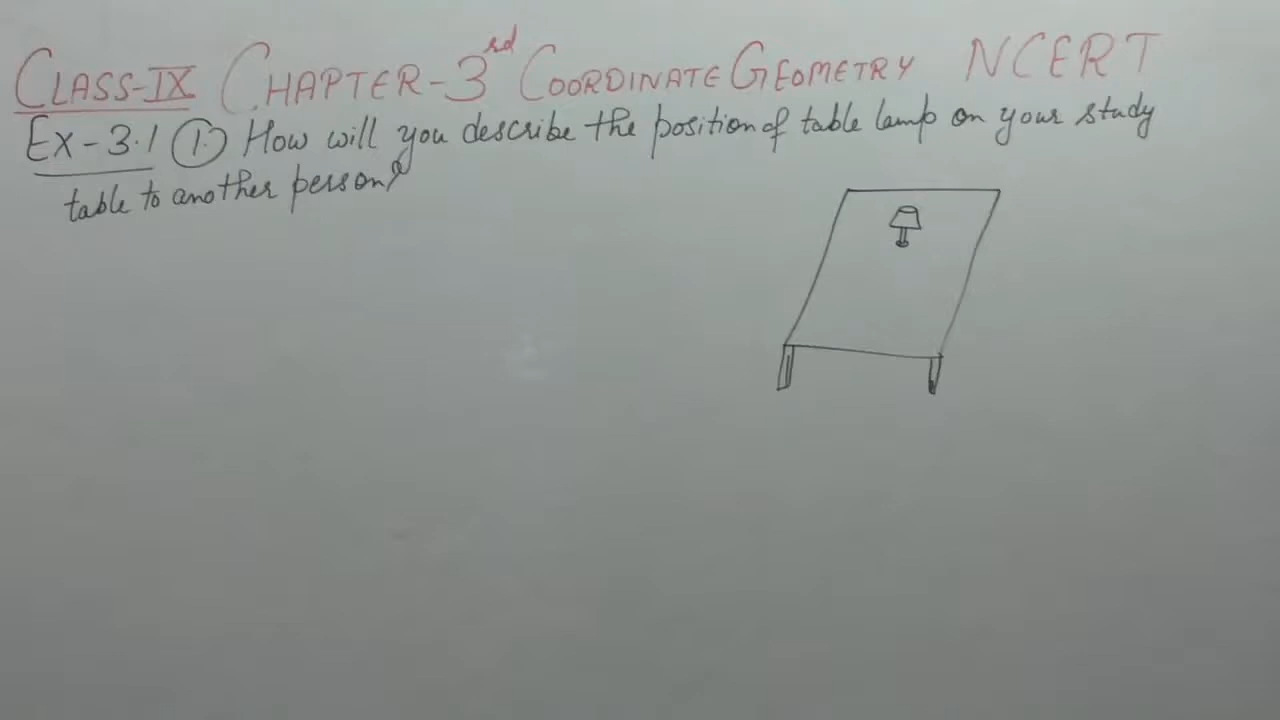 CLASS-IX CHAPTER-3rd COORDINATE GEOMETRY NCERT
Ex-3.1 1. How will you describe the position of table lamp on your study
table to another person?